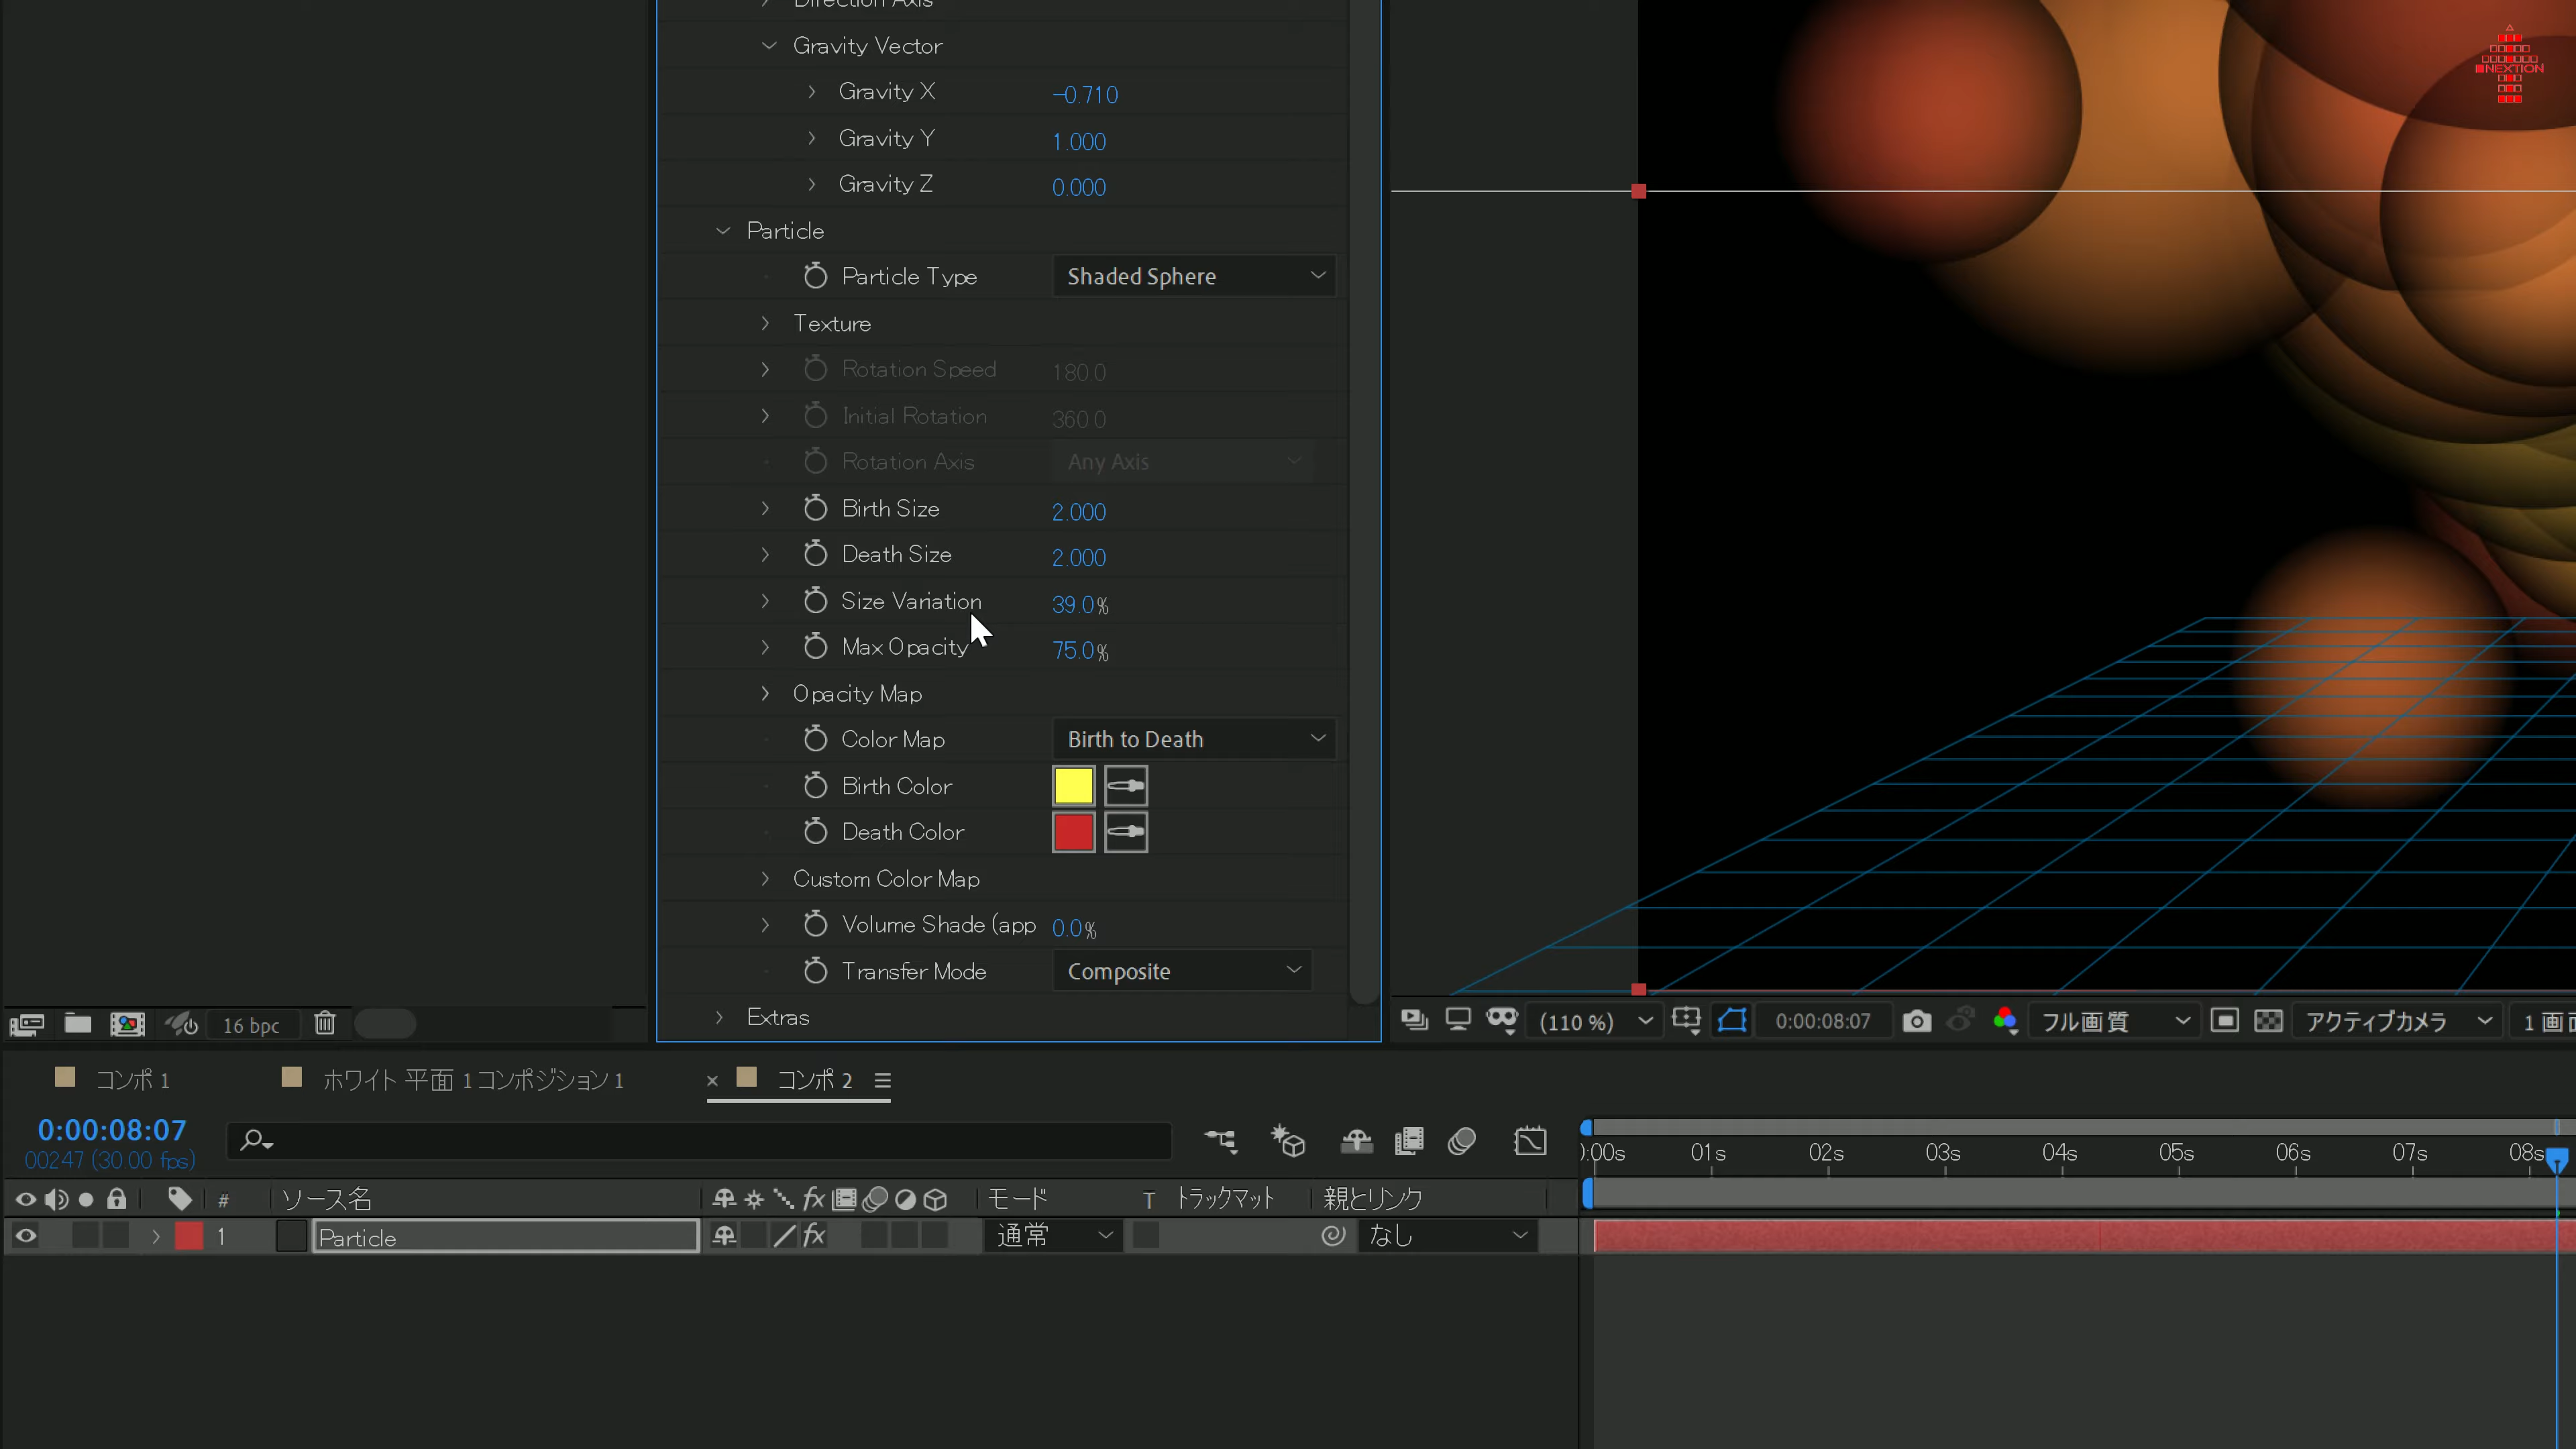 Direction Axis
Gravity Vector
Gravity X -0.710
Gravity Y 1.000
Gravity Z 0.000
Particle
Particle Type Shaded Sphere
Texture
Rotation Speed 180.0
Initial Rotation 360.0
Rotation Axis Any Axis
Birth Size 2.000
Death Size 2.000
Size Variation 39.0%
Max Opacity 75.0%
Opacity Map
Color Map Birth to Death
Birth Color
Death Color
Custom Color Map
Volume Shade (app 0.0%
Transfer Mode Composite
Extras
NEXTION
16 bpc
(110 %) 0:00:08:07 フル画質 アクティブカメラ 1 画面
コンポ 1 ホワイト 平面 1 コンポジション 1 × コンポ 2
0:00:08:07
00247 (30.00 fps)
):00s 01s 02s 03s 04s 05s 06s 07s 08s
# ソース名 fx モード T トラックマット 親とリンク
1 Particle fx 通常 なし